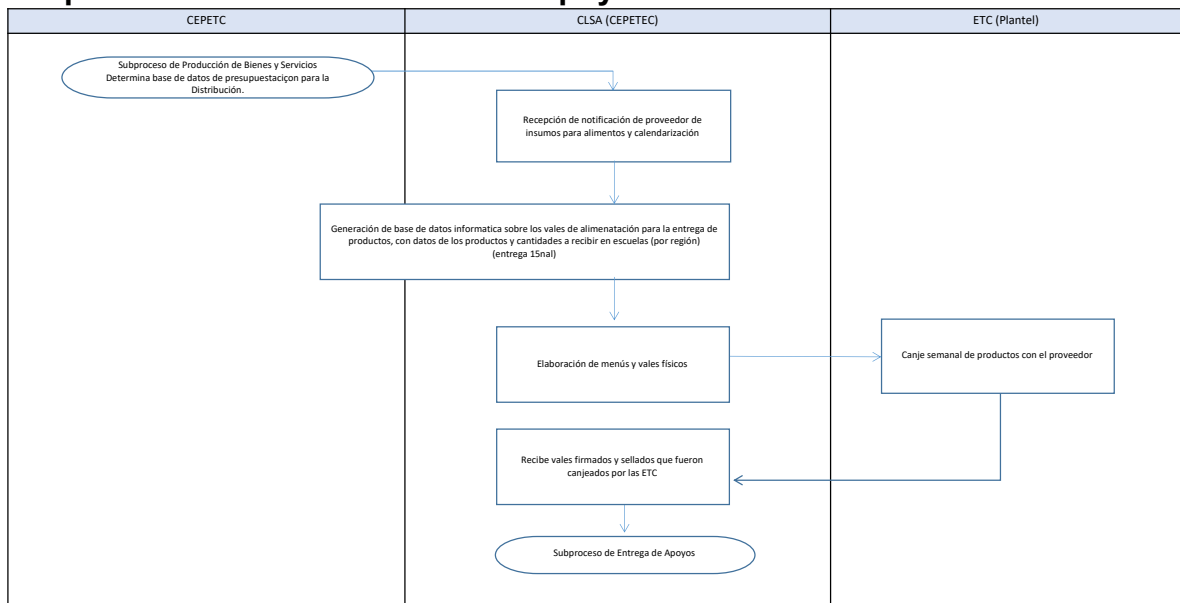 CEPETC
CLSA (CEPETEC)
ETC (Plantel)
Subproceso de Producción de Bienes y Servicios
Determina base de datos de presupuestaciçon para la
Distribución.
Recepción de notificación de proveedor de
insumos para alimentos y calendarización
Generación de base de datos informatica sobre los vales de alimenatación para la entrega de
productos, con datos de los productos y cantidades a recibir en escuelas (por región)
(entrega 15nal)
Elaboración de menús y vales físicos
Canje semanal de productos con el proveedor
Recibe vales firmados y sellados que fueron
canjeados por las ETC
Subproceso de Entrega de Apoyos